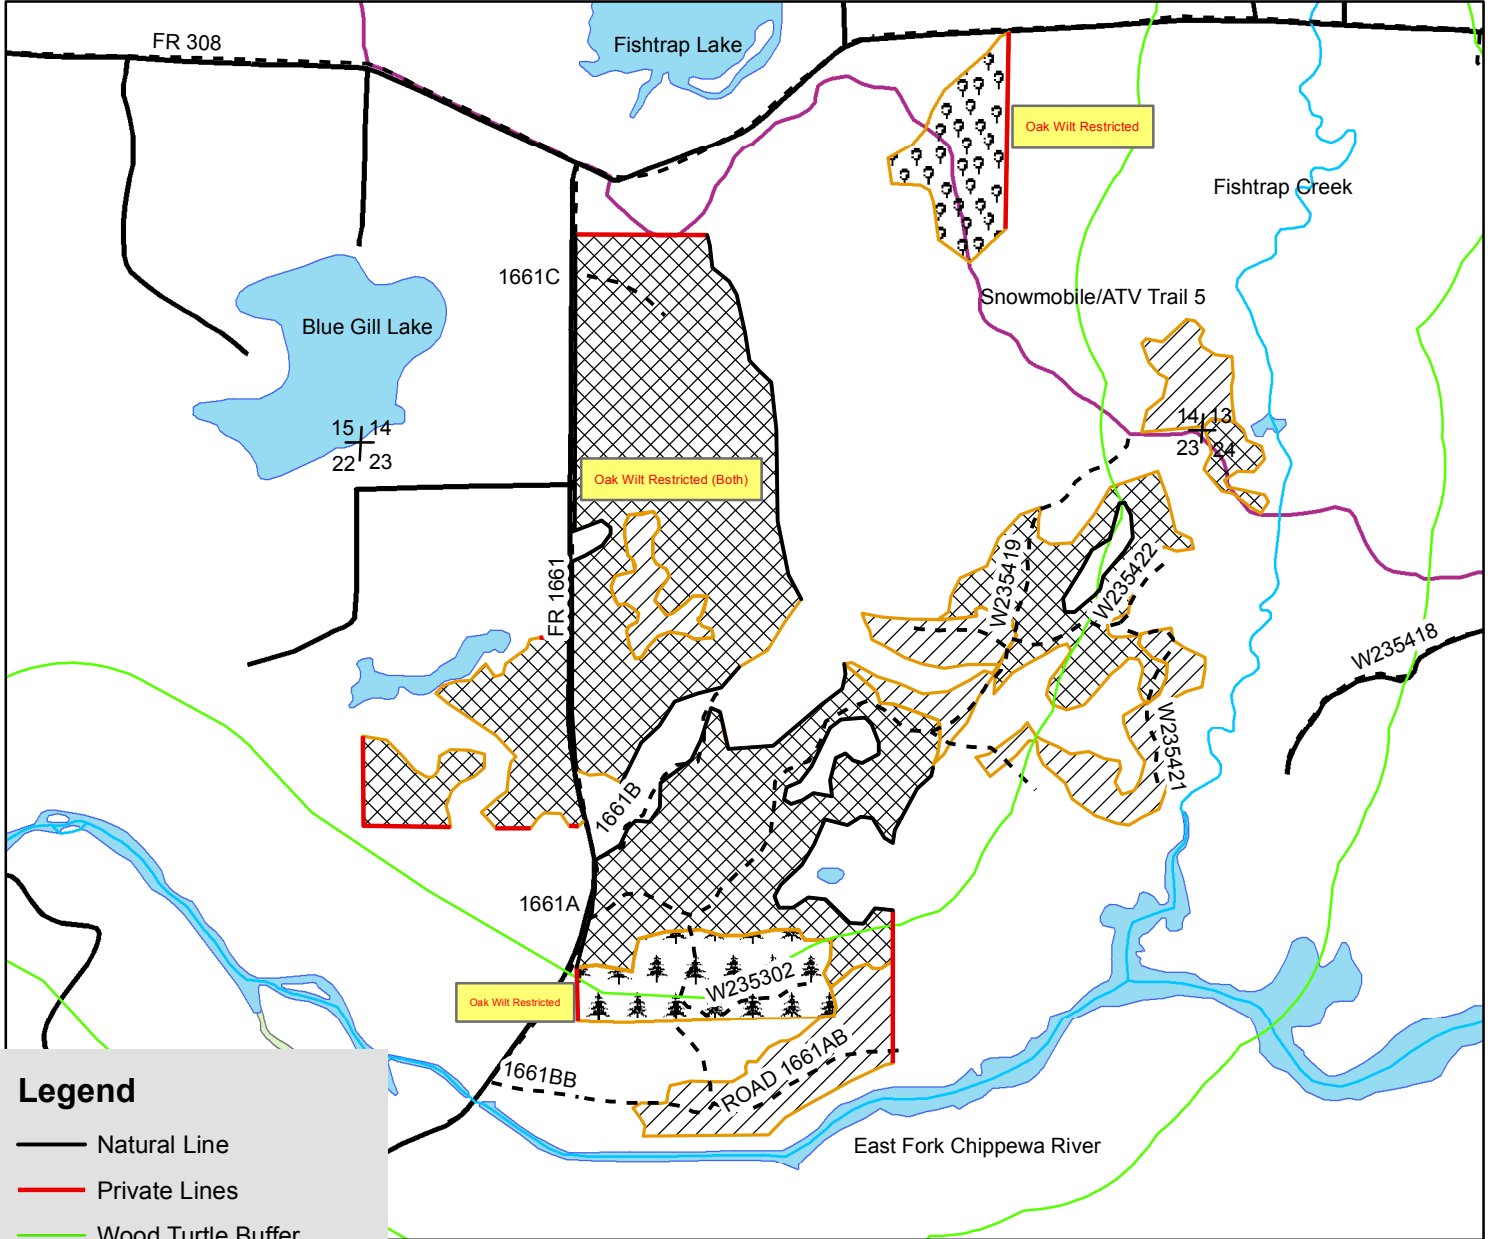 FR 308
Fishtrap Lake
Oak Wilt Restricted
Fishtrap Creek
1661C
Snowmobile/ATV Trail 5
Blue Gill Lake
15 14
22 23
14 13
23 24
Oak Wilt Restricted (Both)
FR 1661
W235419
W235422
W235418
W235421
1661B
1661A
W235302
Oak Wilt Restricted
1661BB
ROAD 1661AB
East Fork Chippewa River
Legend
Natural Line
Private Lines
Wood Turtle Buffer